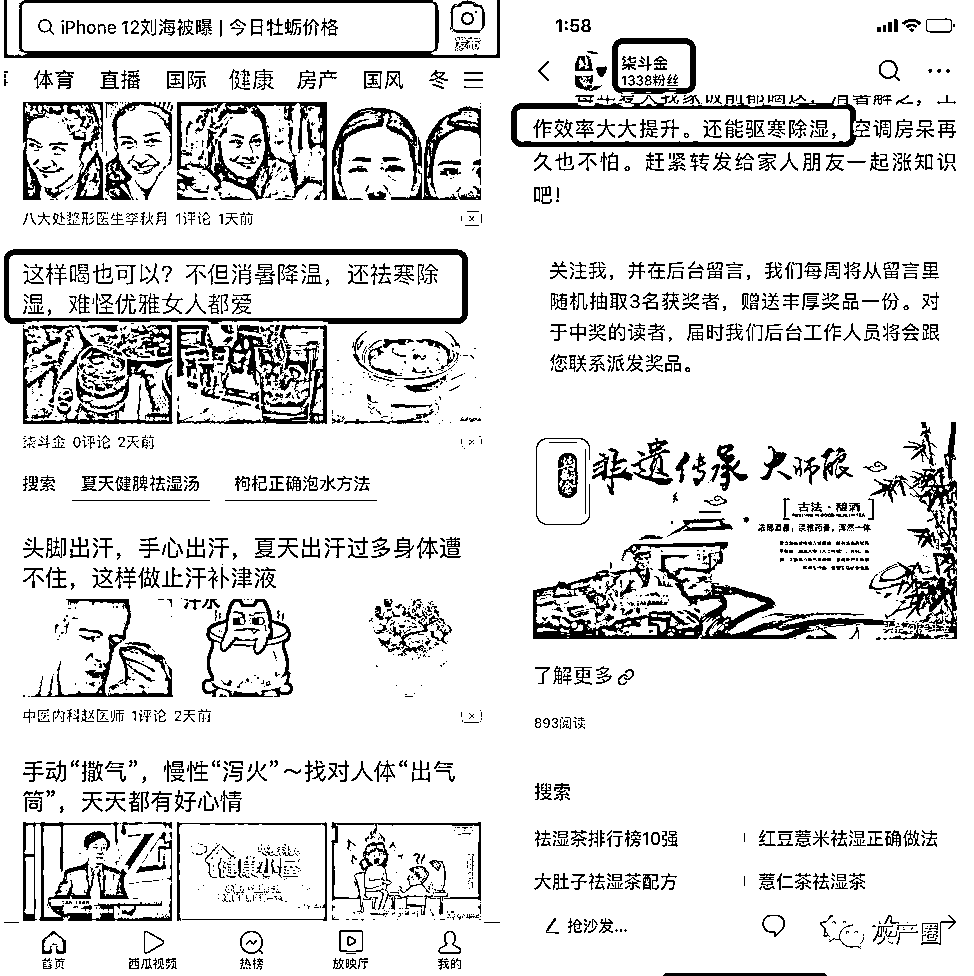 iPhone 12刘海被曝 | 今日牡蛎价格
发布
体育 直播 国际 健康 房产 国风 冬
八大处整形医生李秋月 1评论 1天前
这样喝也可以？不但消暑降温，还祛寒除
湿，难怪优雅女人都爱
柒斗金 0评论 2天前
搜索 夏天健脾祛湿汤 枸杞正确泡水方法
头脚出汗，手心出汗，夏天出汗过多身体遭
不住，这样做止汗补津液
中医内科赵医师 1评论 2天前
手动“撒气”，慢性“泻火”～找对人体“出气
筒”，天天都有好心情
健康小屋
首页 西瓜视频 热榜 放映厅 我的
1:58
柒斗金
1338粉丝
作效率大大提升。还能驱寒除湿，空调房呆再
久也不怕。赶紧转发给家人朋友一起涨知识
吧！
关注我，并在后台留言，我们每周将从留言里
随机抽取3名获奖者，赠送丰厚奖品一份。对
于中奖的读者，届时我们后台工作人员将会跟
您联系派发奖品。
非遗传承 大师酿
古法·酿酒
了解更多
893阅读
搜索
祛湿茶排行榜10强 红豆薏米祛湿正确做法
大肚子祛湿茶配方 薏仁茶祛湿茶
抢沙发...
灰产圈